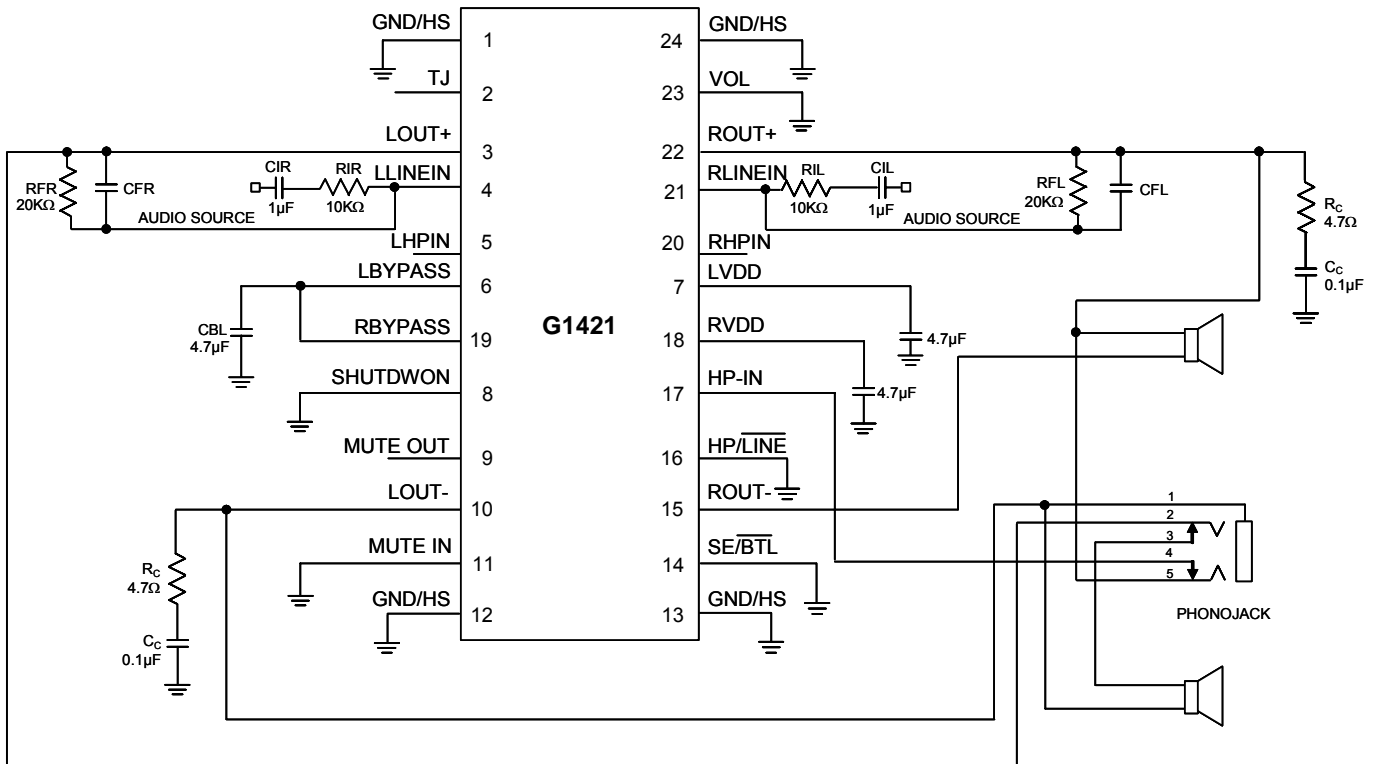 GND/HS
1
TJ
2
LOUT+
3
CIR
RIR
LLINEIN
4
1µF
10KΩ
RFR
20KΩ
CFR
AUDIO SOURCE
LHPIN
5
LBYPASS
6
CBL
4.7µF
RBYPASS
19
SHUTDWON
8
MUTE OUT
9
LOUT-
10
RC
4.7Ω
CC
0.1µF
MUTE IN
11
GND/HS
12
G1421
GND/HS
24
VOL
23
ROUT+
22
RLINEIN
21
RIL
CIL
10KΩ
1µF
AUDIO SOURCE
RFL
20KΩ
CFL
RC
4.7Ω
CC
0.1µF
RHPIN
20
LVDD
7
4.7µF
RVDD
18
4.7µF
HP-IN
17
HP/LINE
16
ROUT-
15
SE/BTL
14
GND/HS
13
1
2
3
4
5
PHONOJACK